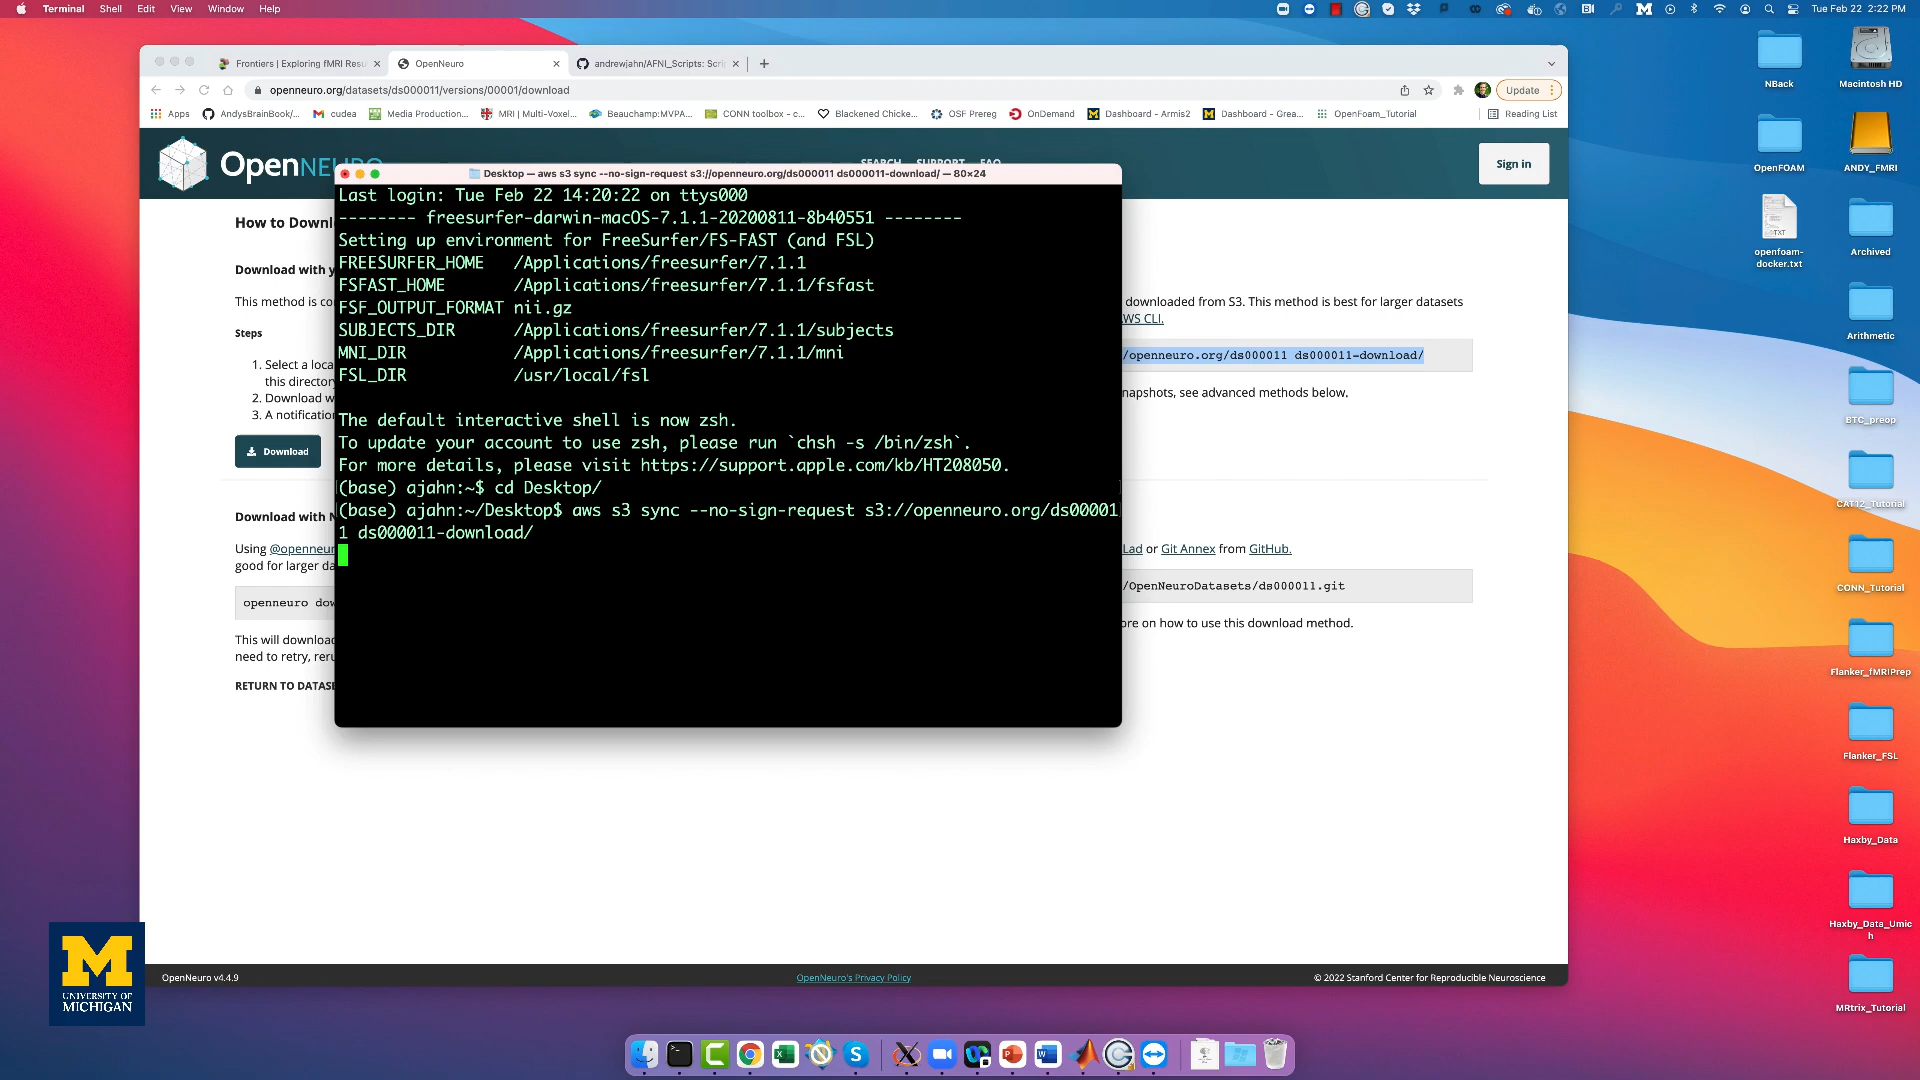 Terminal Shell Edit View Window Help
Tue Feb 22 2:22 PM
Frontiers | Exploring fMRI Resu
OpenNeuro
andrewjahn/AFNI_Scripts: Scri
openneuro.org/datasets/ds000011/versions/00001/download
Update
Apps AndysBrainBook/... cudea Media Production... MRI | Multi-Voxel... Beauchamp:MVPA... CONN toolbox - c... Blackened Chicke... OSF Prereg OnDemand Dashboard - Armis2 Dashboard - Grea... OpenFoam_Tutorial Reading List
OpenNEURO
SEARCH SUPPORT FAQ
Sign in
Desktop — aws s3 sync --no-sign-request s3://openneuro.org/ds000011 ds000011-download/ — 80×24
Last login: Tue Feb 22 14:20:22 on ttys000
-------- freesurfer-darwin-macOS-7.1.1-20200811-8b40551 --------
Setting up environment for FreeSurfer/FS-FAST (and FSL)
FREESURFER_HOME /Applications/freesurfer/7.1.1
FSFAST_HOME /Applications/freesurfer/7.1.1/fsfast
FSF_OUTPUT_FORMAT nii.gz
SUBJECTS_DIR /Applications/freesurfer/7.1.1/subjects
MNI_DIR /Applications/freesurfer/7.1.1/mni
FSL_DIR /usr/local/fsl
The default interactive shell is now zsh.
To update your account to use zsh, please run `chsh -s /bin/zsh`.
For more details, please visit https://support.apple.com/kb/HT208050.
(base) ajahn:~$ cd Desktop/
(base) ajahn:~/Desktop$ aws s3 sync --no-sign-request s3://openneuro.org/ds00001
1 ds000011-download/
How to Downl
Download with y
This method is co
Steps
1. Select a loca
this directory
2. Download w
3. A notification
Download
Download with N
Using @openneur
good for larger da
openneuro dow
This will download
need to retry, reru
RETURN TO DATASE
downloaded from S3. This method is best for larger datasets
WS CLI.
/openneuro.org/ds000011 ds000011-download/
napshots, see advanced methods below.
Lad or Git Annex from GitHub.
/OpenNeuroDatasets/ds000011.git
ore on how to use this download method.
OpenNeuro v4.4.9
OpenNeuro's Privacy Policy
© 2022 Stanford Center for Reproducible Neuroscience
NBack
Macintosh HD
OpenFOAM
ANDY_FMRI
TXT
openfoam-
docker.txt
Archived
Arithmetic
BTC_preop
CAT12_Tutorial
CONN_Tutorial
Flanker_fMRIPrep
Flanker_FSL
Haxby_Data
Haxby_Data_Umic
h
MRtrix_Tutorial
M
UNIVERSITY OF
MICHIGAN